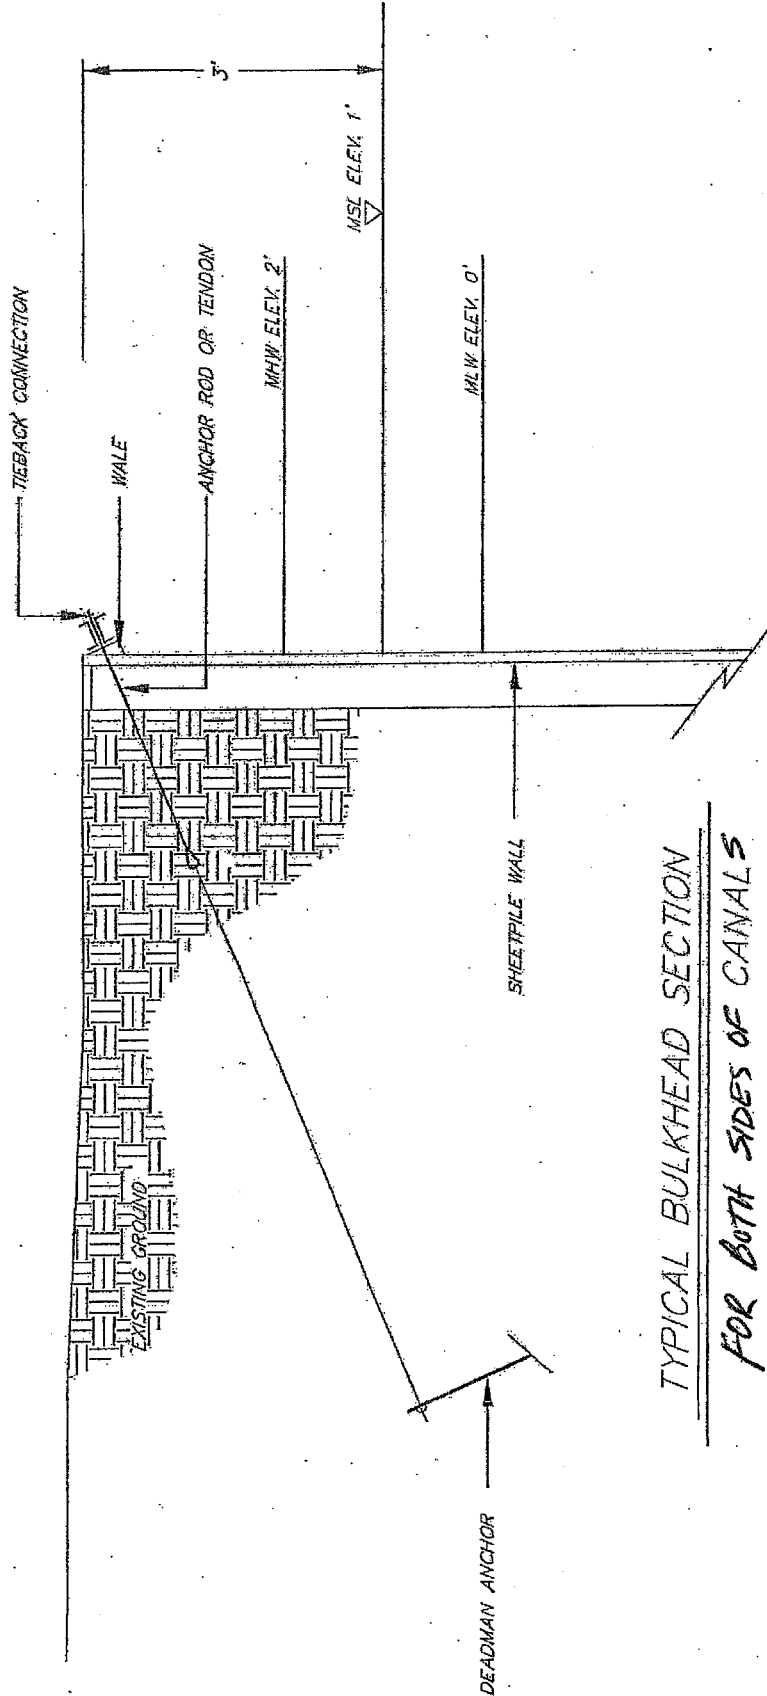 TIEBACK CONNECTION
WALE
ANCHOR ROD OR TENDON
MHW ELEV. 2'
MSL ELEV. 1'
3'
MLW ELEV. 0'
EXISTING GROUND
SHEETPILE WALL
DEADMAN ANCHOR
TYPICAL BULKHEAD SECTION
FOR BOTH SIDES OF CANALS